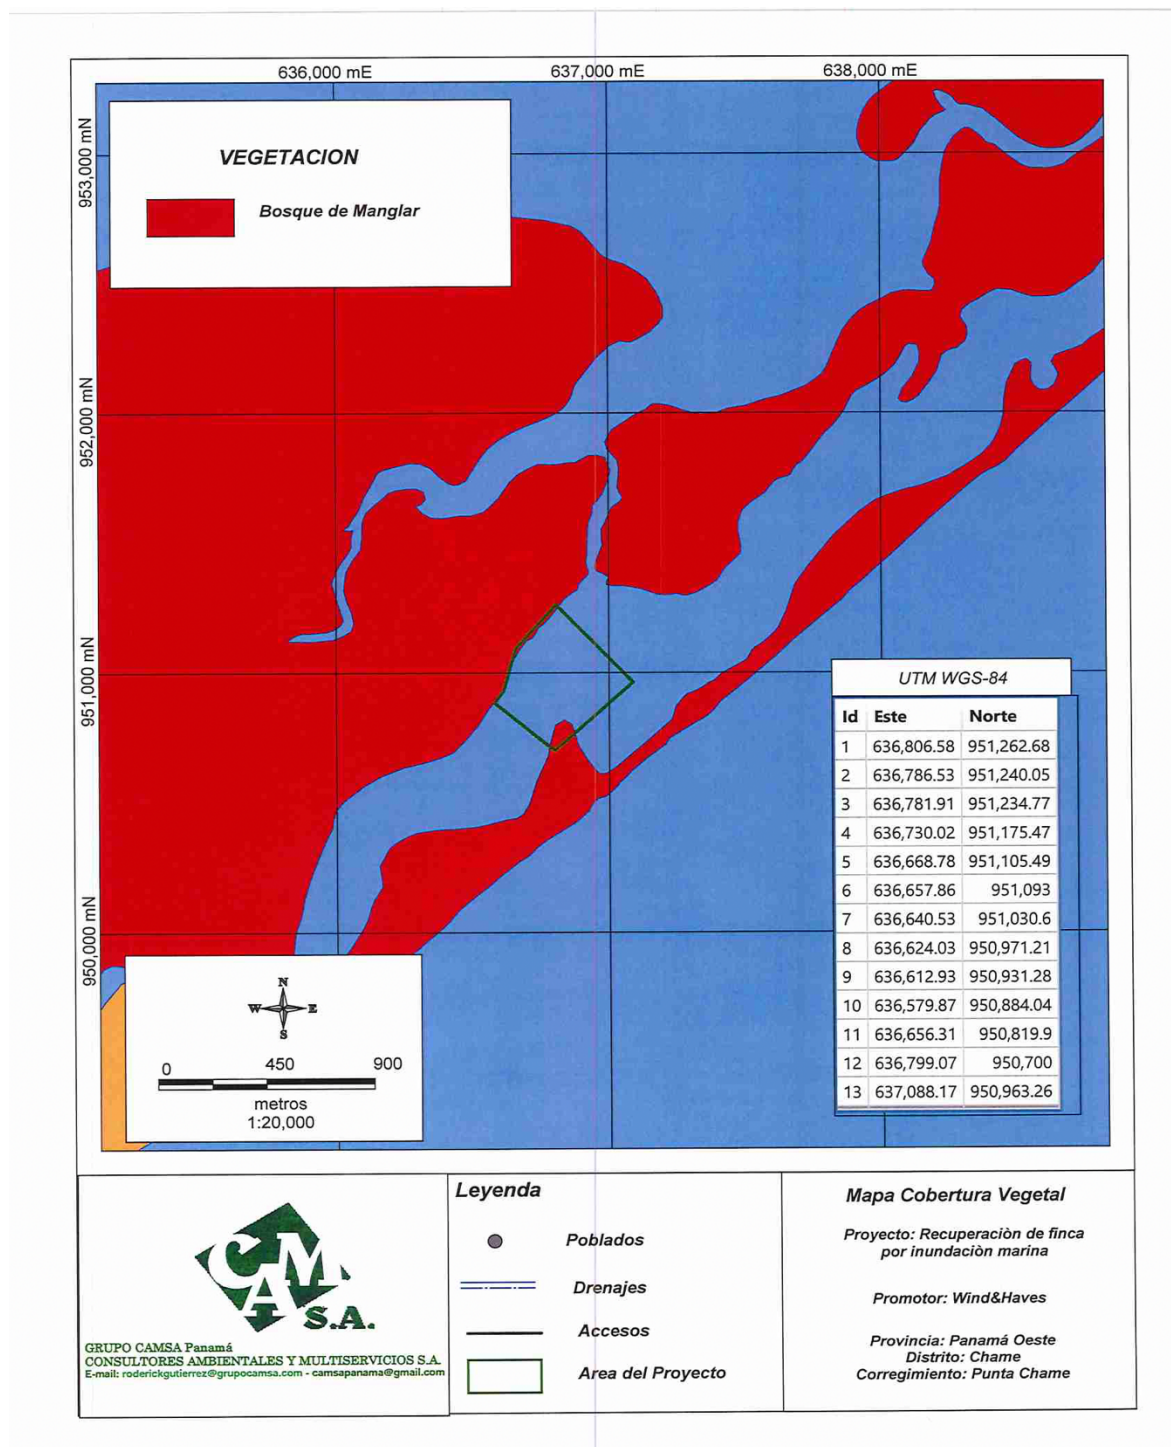 636,000 mE
637,000 mE
638,000 mE
953,000 mN
952,000 mN
951,000 mN
950,000 mN
VEGETACION
Bosque de Manglar
UTM WGS-84
Id Este Norte
1 636,806.58 951,262.68
2 636,786.53 951,240.05
3 636,781.91 951,234.77
4 636,730.02 951,175.47
5 636,668.78 951,105.49
6 636,657.86 951,093
7 636,640.53 951,030.6
8 636,624.03 950,971.21
9 636,612.93 950,931.28
10 636,579.87 950,884.04
11 636,656.31 950,819.9
12 636,799.07 950,700
13 637,088.17 950,963.26
N
W E
S
0 450 900
metros
1:20,000
CAM
S.A.
GRUPO CAMSA Panamá
CONSULTORES AMBIENTALES Y MULTISERVICIOS S.A.
E-mail: roderickgutierrez@grupocamsa.com - camsapanama@gmail.com
Leyenda
Poblados
Drenajes
Accesos
Area del Proyecto
Mapa Cobertura Vegetal
Proyecto: Recuperaciòn de finca
por inundaciòn marina
Promotor: Wind&Haves
Provincia: Panamá Oeste
Distrito: Chame
Corregimiento: Punta Chame